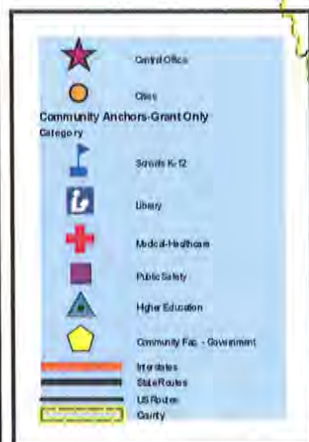 Central Office
Cities
Community Anchors-Grant Only
Category
Schools K-12
Library
Medical-Healthcare
Public Safety
Higher Education
Community Fac. - Government
Interstates
State Routes
US Routes
County